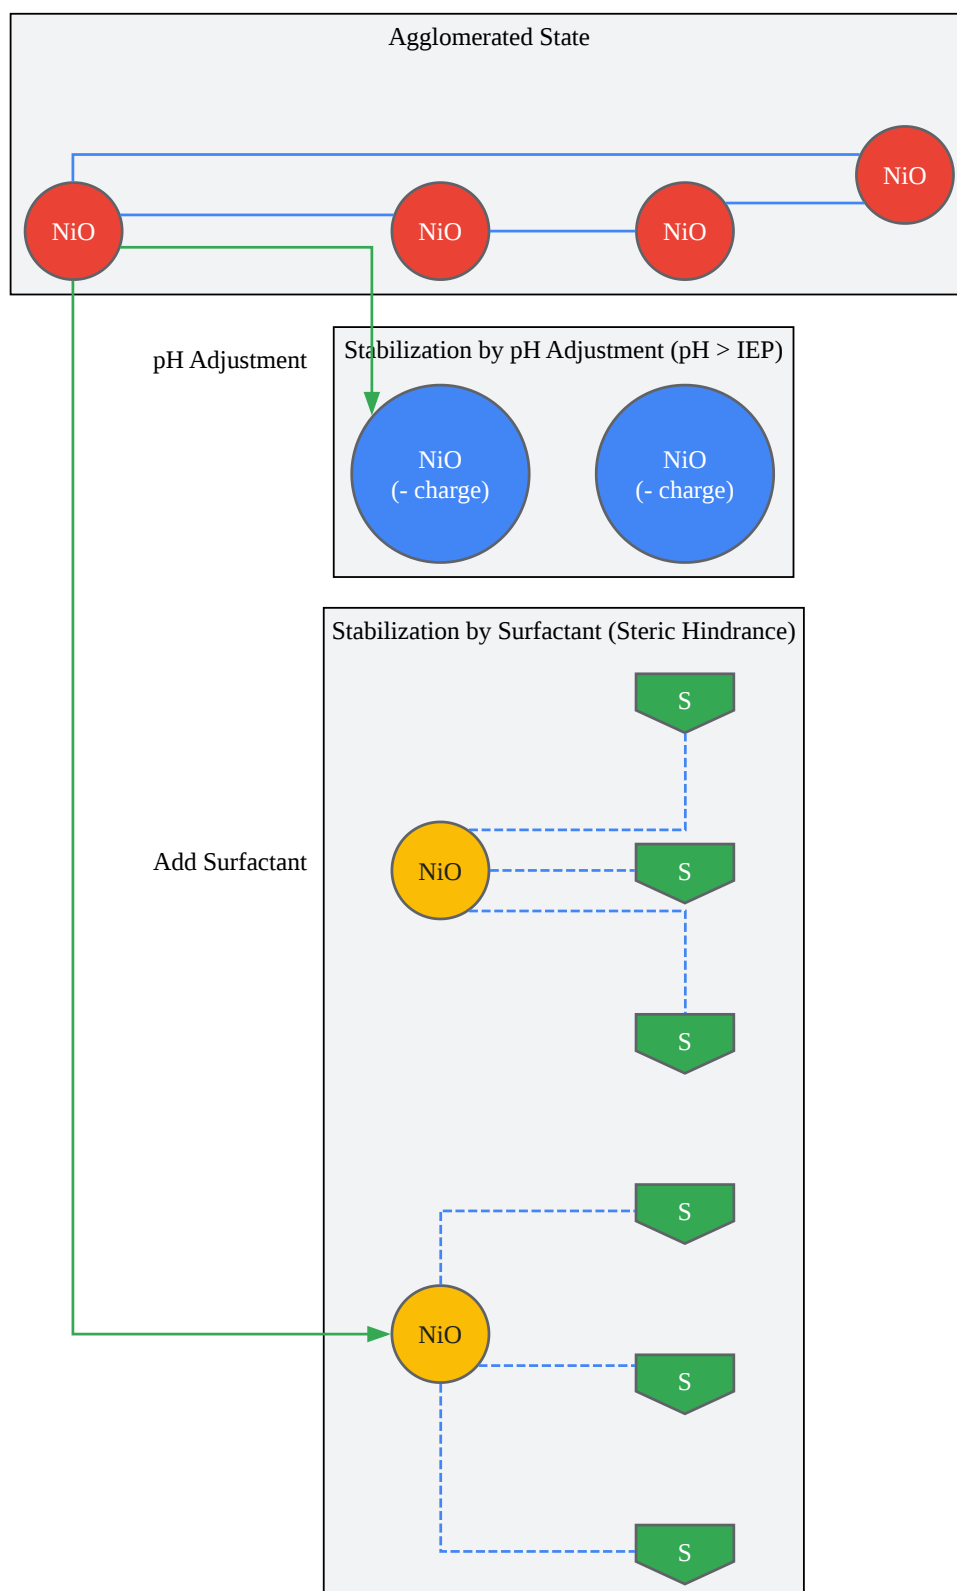 Agglomerated State
NiO
NiO
NiO
NiO
pH Adjustment
Stabilization by pH Adjustment (pH > IEP)
NiO
(- charge)
NiO
(- charge)
Stabilization by Surfactant (Steric Hindrance)
S
Add Surfactant
NiO
S
S
S
NiO
S
S